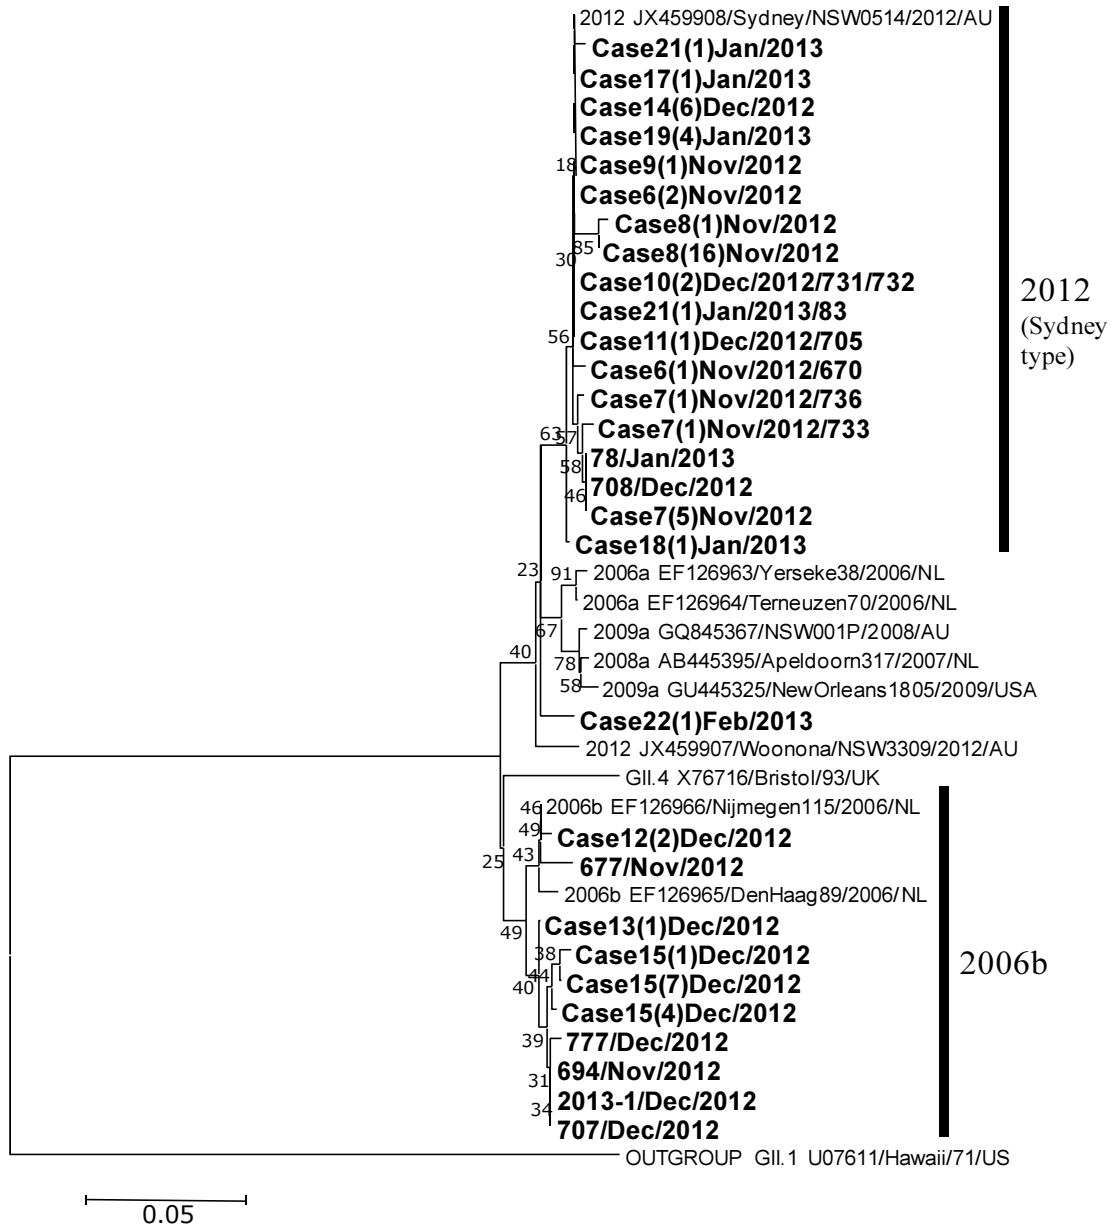 2012 JX459908/Sydney/NSW0514/2012/AU
Case21(1)Jan/2013
Case17(1)Jan/2013
Case14(6)Dec/2012
Case19(4)Jan/2013
18
Case9(1)Nov/2012
Case6(2)Nov/2012
Case8(1)Nov/2012
85
Case8(16)Nov/2012
30
Case10(2)Dec/2012/731/732
Case21(1)Jan/2013/83
56
Case11(1)Dec/2012/705
Case6(1)Nov/2012/670
Case7(1)Nov/2012/736
Case7(1)Nov/2012/733
63
57
78/Jan/2013
58
708/Dec/2012
46
Case7(5)Nov/2012
Case18(1)Jan/2013
2012
(Sydney
type)
23
91
2006a EF126963/Yerseke38/2006/NL
2006a EF126964/Terneuzen70/2006/NL
67
2009a GQ845367/NSW001P/2008/AU
40
78
2008a AB445395/Apeldoorn317/2007/NL
58
2009a GU445325/NewOrleans1805/2009/USA
Case22(1)Feb/2013
2012 JX459907/Woonona/NSW3309/2012/AU
GII.4 X76716/Bristol/93/UK
46
2006b EF126966/Nijmegen115/2006/NL
49
Case12(2)Dec/2012
43
25
677/Nov/2012
2006b EF126965/DenHaag89/2006/NL
49
Case13(1)Dec/2012
38
Case15(1)Dec/2012
44
40
Case15(7)Dec/2012
Case15(4)Dec/2012
39
777/Dec/2012
31
694/Nov/2012
34
2013-1/Dec/2012
707/Dec/2012
2006b
OUTGROUP GII.1 U07611/Hawaii/71/US
0.05